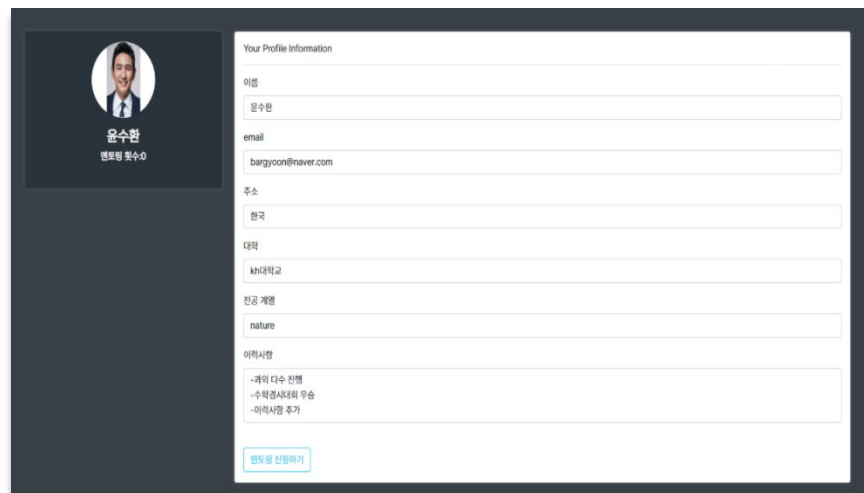 윤수환
멘토링 횟수:0
Your Profile Information
이름
윤수환
email
bargyoon@naver.com
주소
한국
대학
kh대학교
전공 계열
nature
이력사항
-과외 다수 진행
-수학경시대회 우승
-이력사항 추가
멘토링 신청하기